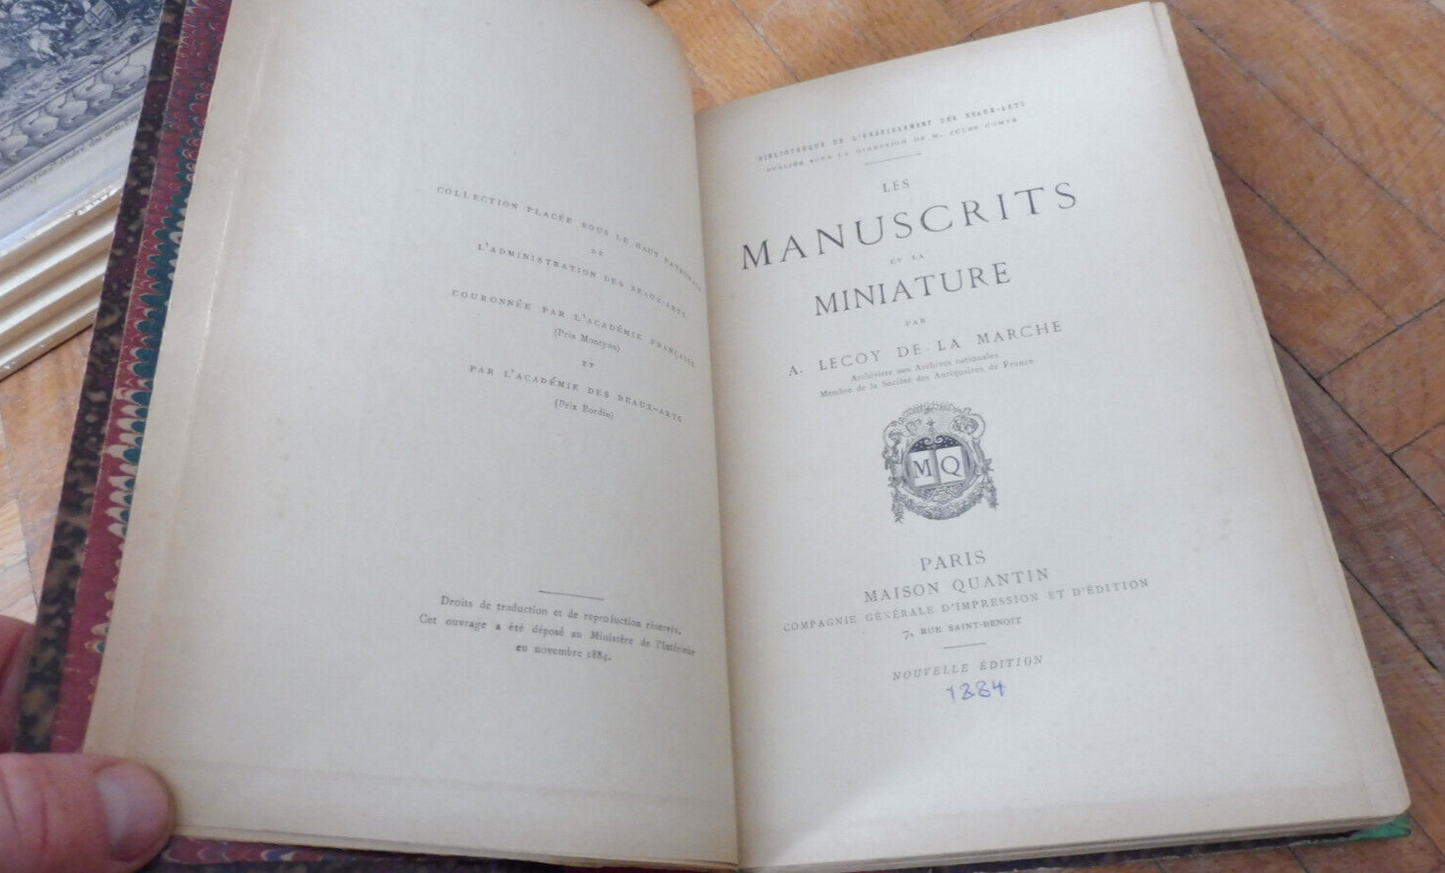 COLLECTION PLACÉE SOUS LE HAUT PATRONAGE
DE
L'ADMINISTRATION DES BEAUX-ARTS
COURONNÉE PAR L'ACADÉMIE FRANÇAISE
(Prix Montyon)
ET
PAR L'ACADÉMIE DES BEAUX-ARTS
(Prix Bordin)
Droits de traduction et de reproduction réservés.
Cet ouvrage a été déposé au Ministère de l'Intérieur
en novembre 1884.
BIBLIOTHÈQUE DE L'ENSEIGNEMENT DES BEAUX-ARTS
PUBLIÉE SOUS LA DIRECTION DE M. JULES COMTE
LES
MANUSCRITS
ET LA
MINIATURE
PAR
A. LECOY DE LA MARCHE
Archiviste aux Archives nationales
Membre de la Société des Antiquaires de France
MQ
PARIS
MAISON QUANTIN
COMPAGNIE GÉNÉRALE D'IMPRESSION ET D'ÉDITION
7, RUE SAINT-BENOIT
NOUVELLE ÉDITION
1884